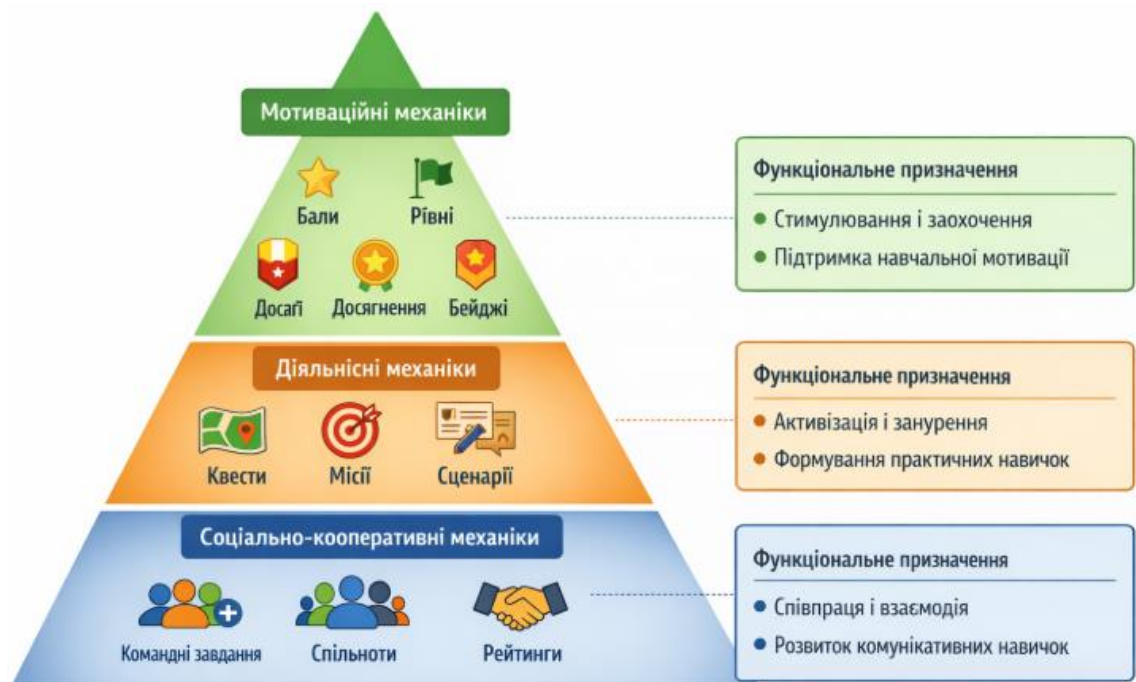 Мотиваційні механіки
Бали
Рівні
Досағї
Досягнення
Бейджі
Функціональне призначення
Стимулювання і заохочення
Підтримка навчальної мотивації
Діяльнісні механіки
Квести
Місії
Сценарії
Функціональне призначення
Активізація і занурення
Формування практичних навичок
Соціально-кооперативні механіки
Командні завдання
Спільноти
Рейтинги
Функціональне призначення
Співпраця і взаємодія
Розвиток комунікативних навичок